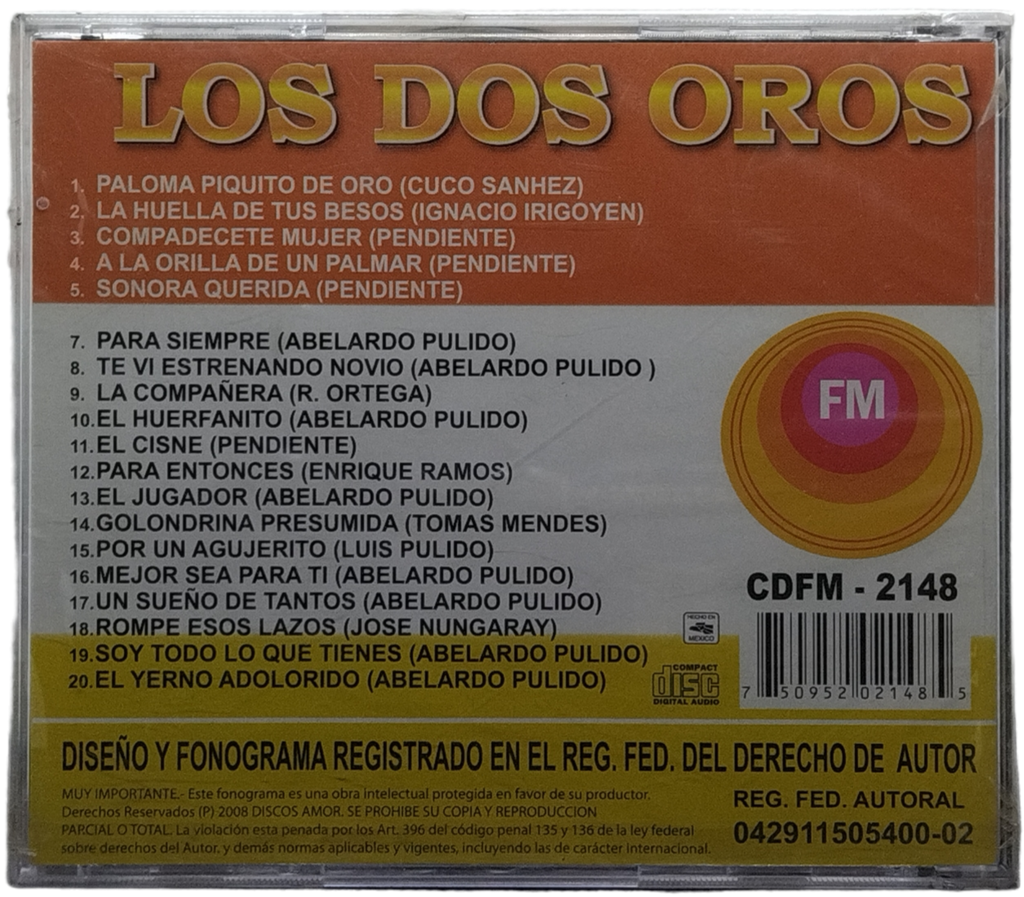 LOS DOS OROS
1. PALOMA PIQUITO DE ORO (CUCO SANHEZ)
2. LA HUELLA DE TUS BESOS (IGNACIO IRIGOYEN)
3. COMPADECETE MUJER (PENDIENTE)
4. A LA ORILLA DE UN PALMAR (PENDIENTE)
5. SONORA QUERIDA (PENDIENTE)
7. PARA SIEMPRE (ABELARDO PULIDO)
8. TE VI ESTRENANDO NOVIO (ABELARDO PULIDO )
9. LA COMPAÑERA (R. ORTEGA)
10.EL HUERFANITO (ABELARDO PULIDO)
11.EL CISNE (PENDIENTE)
12.PARA ENTONCES (ENRIQUE RAMOS)
13.EL JUGADOR (ABELARDO PULIDO)
14.GOLONDRINA PRESUMIDA (TOMAS MENDES)
15.POR UN AGUJERITO (LUIS PULIDO)
16.MEJOR SEA PARA TI (ABELARDO PULIDO)
17.UN SUEÑO DE TANTOS (ABELARDO PULIDO)
18.ROMPE ESOS LAZOS (JOSE NUNGARAY)
19.SOY TODO LO QUE TIENES (ABELARDO PULIDO)
20.EL YERNO ADOLORIDO (ABELARDO PULIDO)
FM
CDFM - 2148
HECHO EN
MEXICO
COMPACT
disc
DIGITAL AUDIO
7 50952 02148 5
DISEÑO Y FONOGRAMA REGISTRADO EN EL REG. FED. DEL DERECHO DE AUTOR
MUY IMPORTANTE.- Este fonograma es una obra intelectual protegida en favor de su productor.
Derechos Reservados (P) 2008 DISCOS AMOR. SE PROHIBE SU COPIA Y REPRODUCCION
PARCIAL O TOTAL. La violación esta penada por los Art. 396 del código penal 135 y 136 de la ley federal
sobre derechos del Autor, y demás normas aplicables y vigentes, incluyendo las de carácter internacional.
REG. FED. AUTORAL
042911505400-02